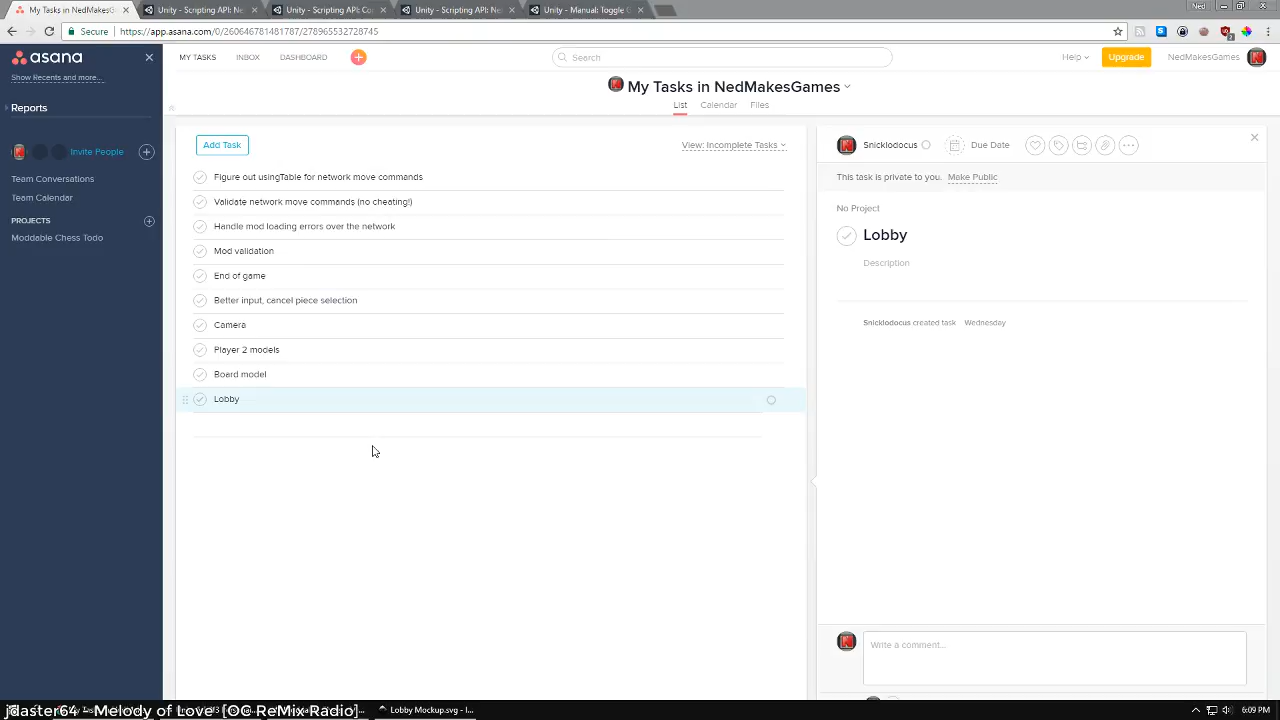 My Tasks in NedMakesG
Unity - Scripting API: Ne
Unity - Scripting API: Cu
Unity - Scripting API: Ne
Unity - Manual: Toggle G
Ned
Secure
https://app.asana.com/0/260646781481787/278965532728745
asana
Show Recents and more...
Reports
Invite People
Team Conversations
Team Calendar
PROJECTS
Moddable Chess Todo
MY TASKS
INBOX
DASHBOARD
Search
Help
Upgrade
NedMakesGames
My Tasks in NedMakesGames
List
Calendar
Files
Add Task
View: Incomplete Tasks
Figure out usingTable for network move commands
Validate network move commands (no cheating!)
Handle mod loading errors over the network
Mod validation
End of game
Better input, cancel piece selection
Camera
Player 2 models
Board model
Lobby
Snicklodocus
Due Date
This task is private to you. Make Public
No Project
Lobby
Description
Snicklodocus created task Wednesday
Write a comment...
- Melody of Love [OC ReMix Radio]
Lobby Mockup.svg - I...
6:09 PM